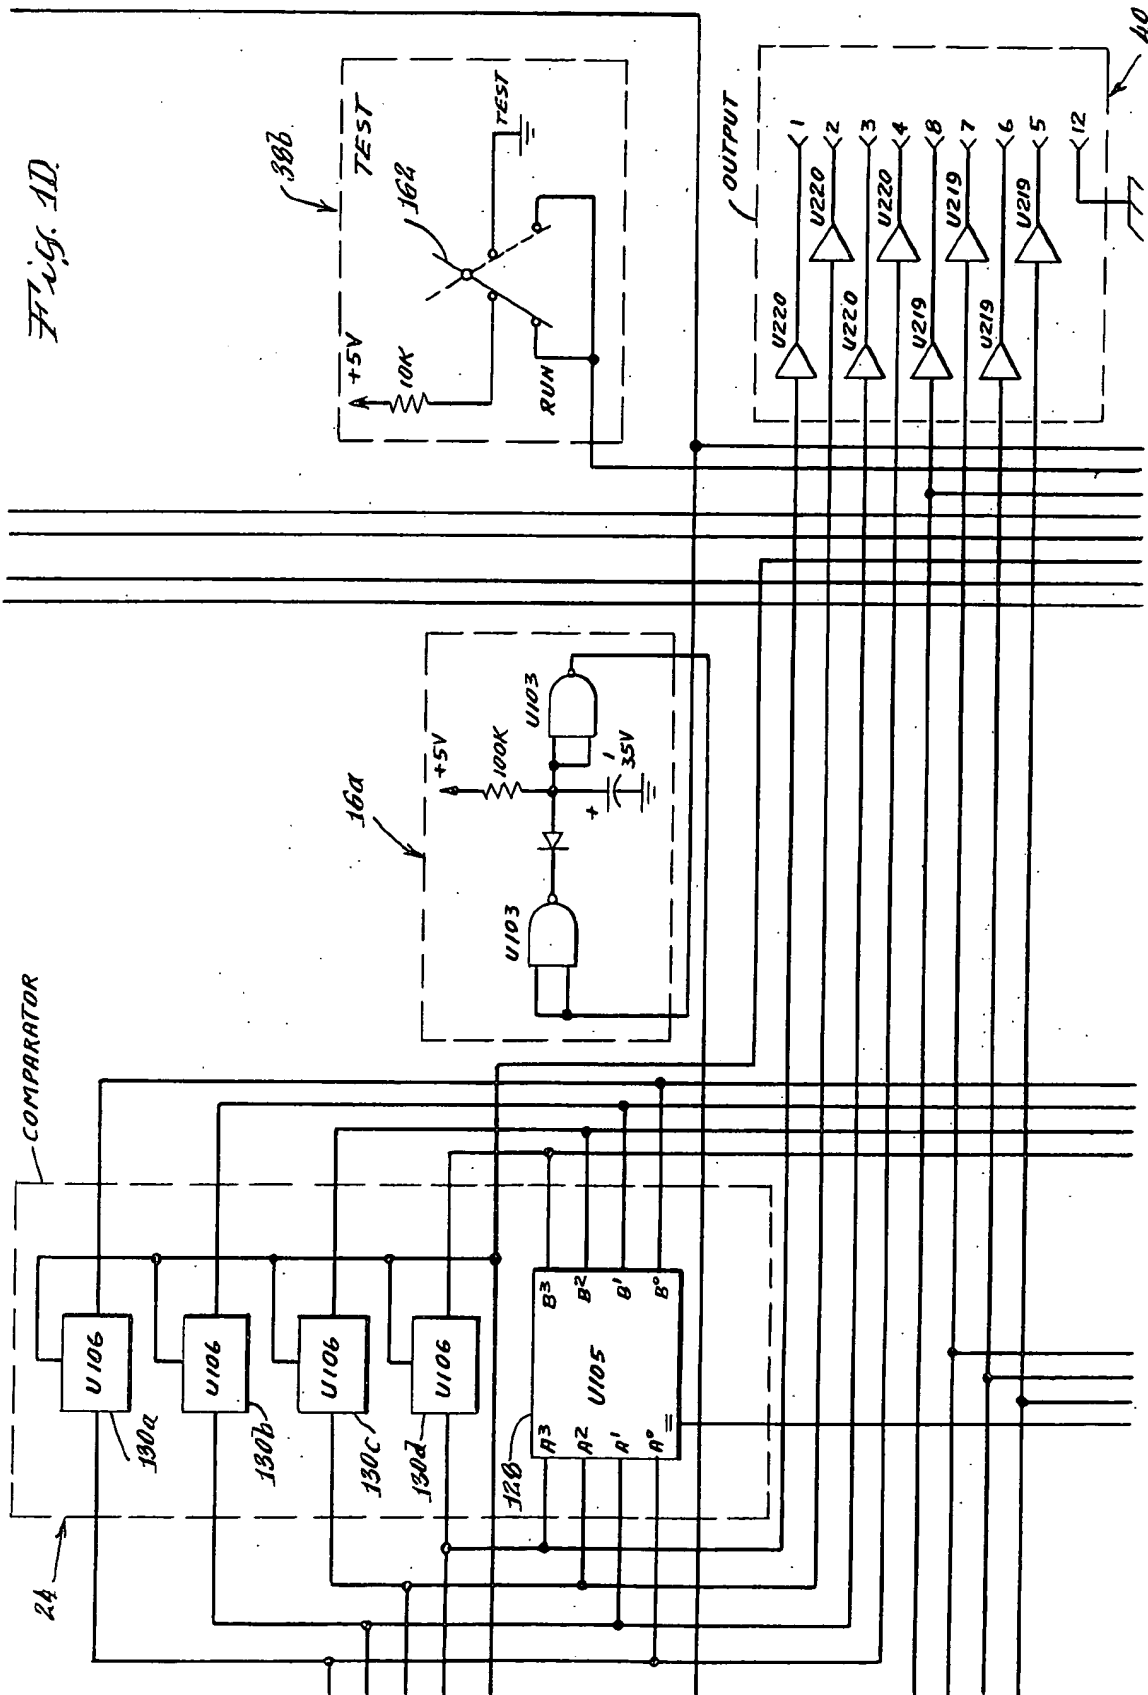 Fig. 1D.
38b
TEST
162
+5V
10K
RUN
TEST
OUTPUT
40
U220
1
U220
2
U220
3
U220
4
U219
8
U219
7
U219
6
U219
5
12
16a
+5V
100K
U103
U103
+
1
35V
COMPARATOR
24
U106
130a
U106
130b
U106
130c
U106
130d
128
U105
A3
A2
A1
A0
B3
B2
B1
B0
=